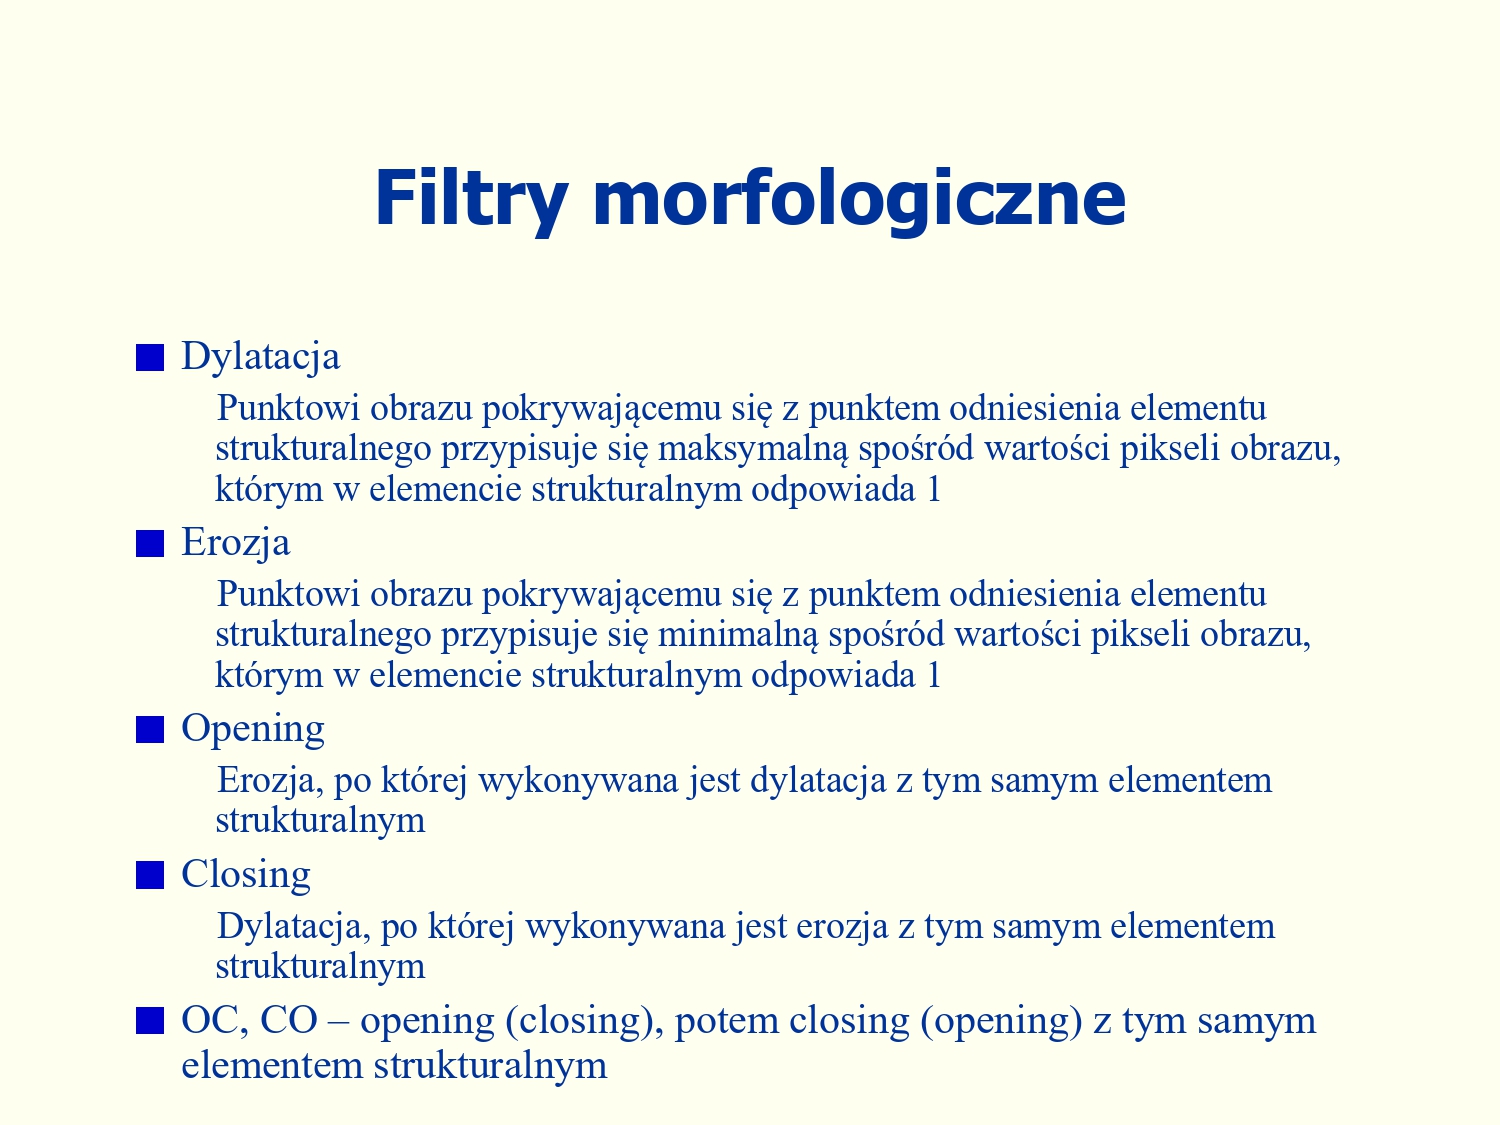 Filtry morfologiczne
Dylatacja
Punktowi obrazu pokrywającemu się z punktem odniesienia elementu
strukturalnego przypisuje się maksymalną spośród wartości pikseli obrazu,
którym w elemencie strukturalnym odpowiada 1
Erozja
Punktowi obrazu pokrywającemu się z punktem odniesienia elementu
strukturalnego przypisuje się minimalną spośród wartości pikseli obrazu,
którym w elemencie strukturalnym odpowiada 1
Opening
Erozja, po której wykonywana jest dylatacja z tym samym elementem
strukturalnym
Closing
Dylatacja, po której wykonywana jest erozja z tym samym elementem
strukturalnym
OC, CO – opening (closing), potem closing (opening) z tym samym
elementem strukturalnym